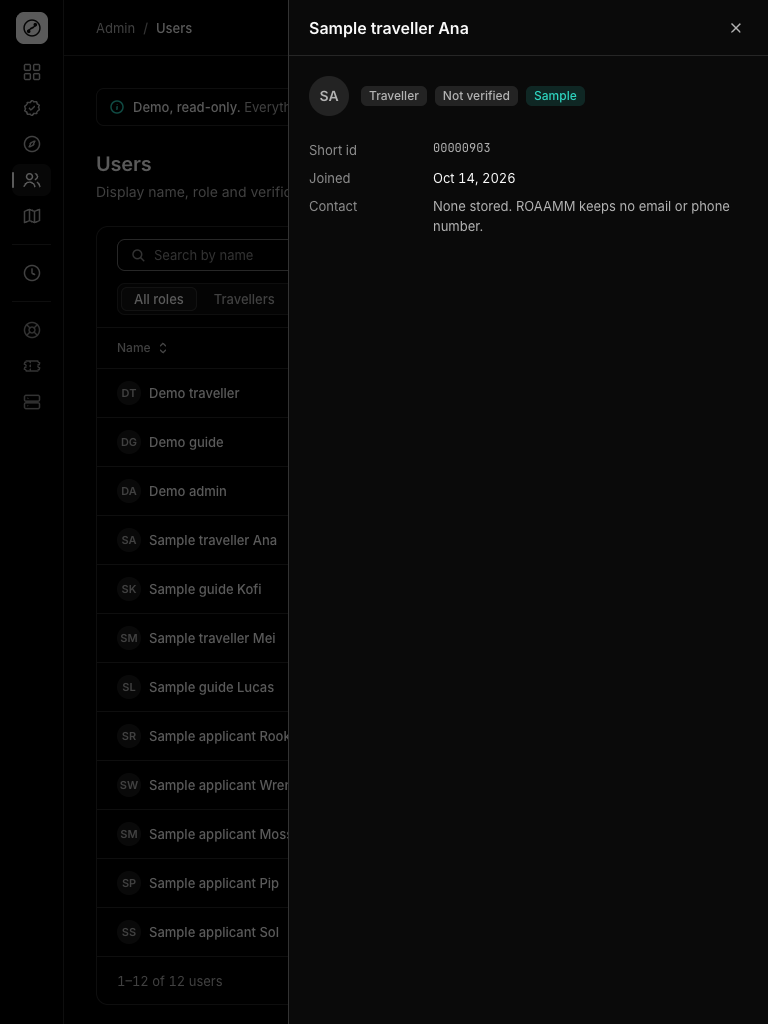 Admin / Users
Demo, read-only. Everyth
Users
Display name, role and verific
Search by name
All roles
Travellers
Name
DT Demo traveller
DG Demo guide
DA Demo admin
SA Sample traveller Ana
SK Sample guide Kofi
SM Sample traveller Mei
SL Sample guide Lucas
SR Sample applicant Rook
SW Sample applicant Wren
SM Sample applicant Moss
SP Sample applicant Pip
SS Sample applicant Sol
1–12 of 12 users
Sample traveller Ana
SA
Traveller
Not verified
Sample
Short id 00000903
Joined Oct 14, 2026
Contact None stored. ROAAMM keeps no email or phone
number.